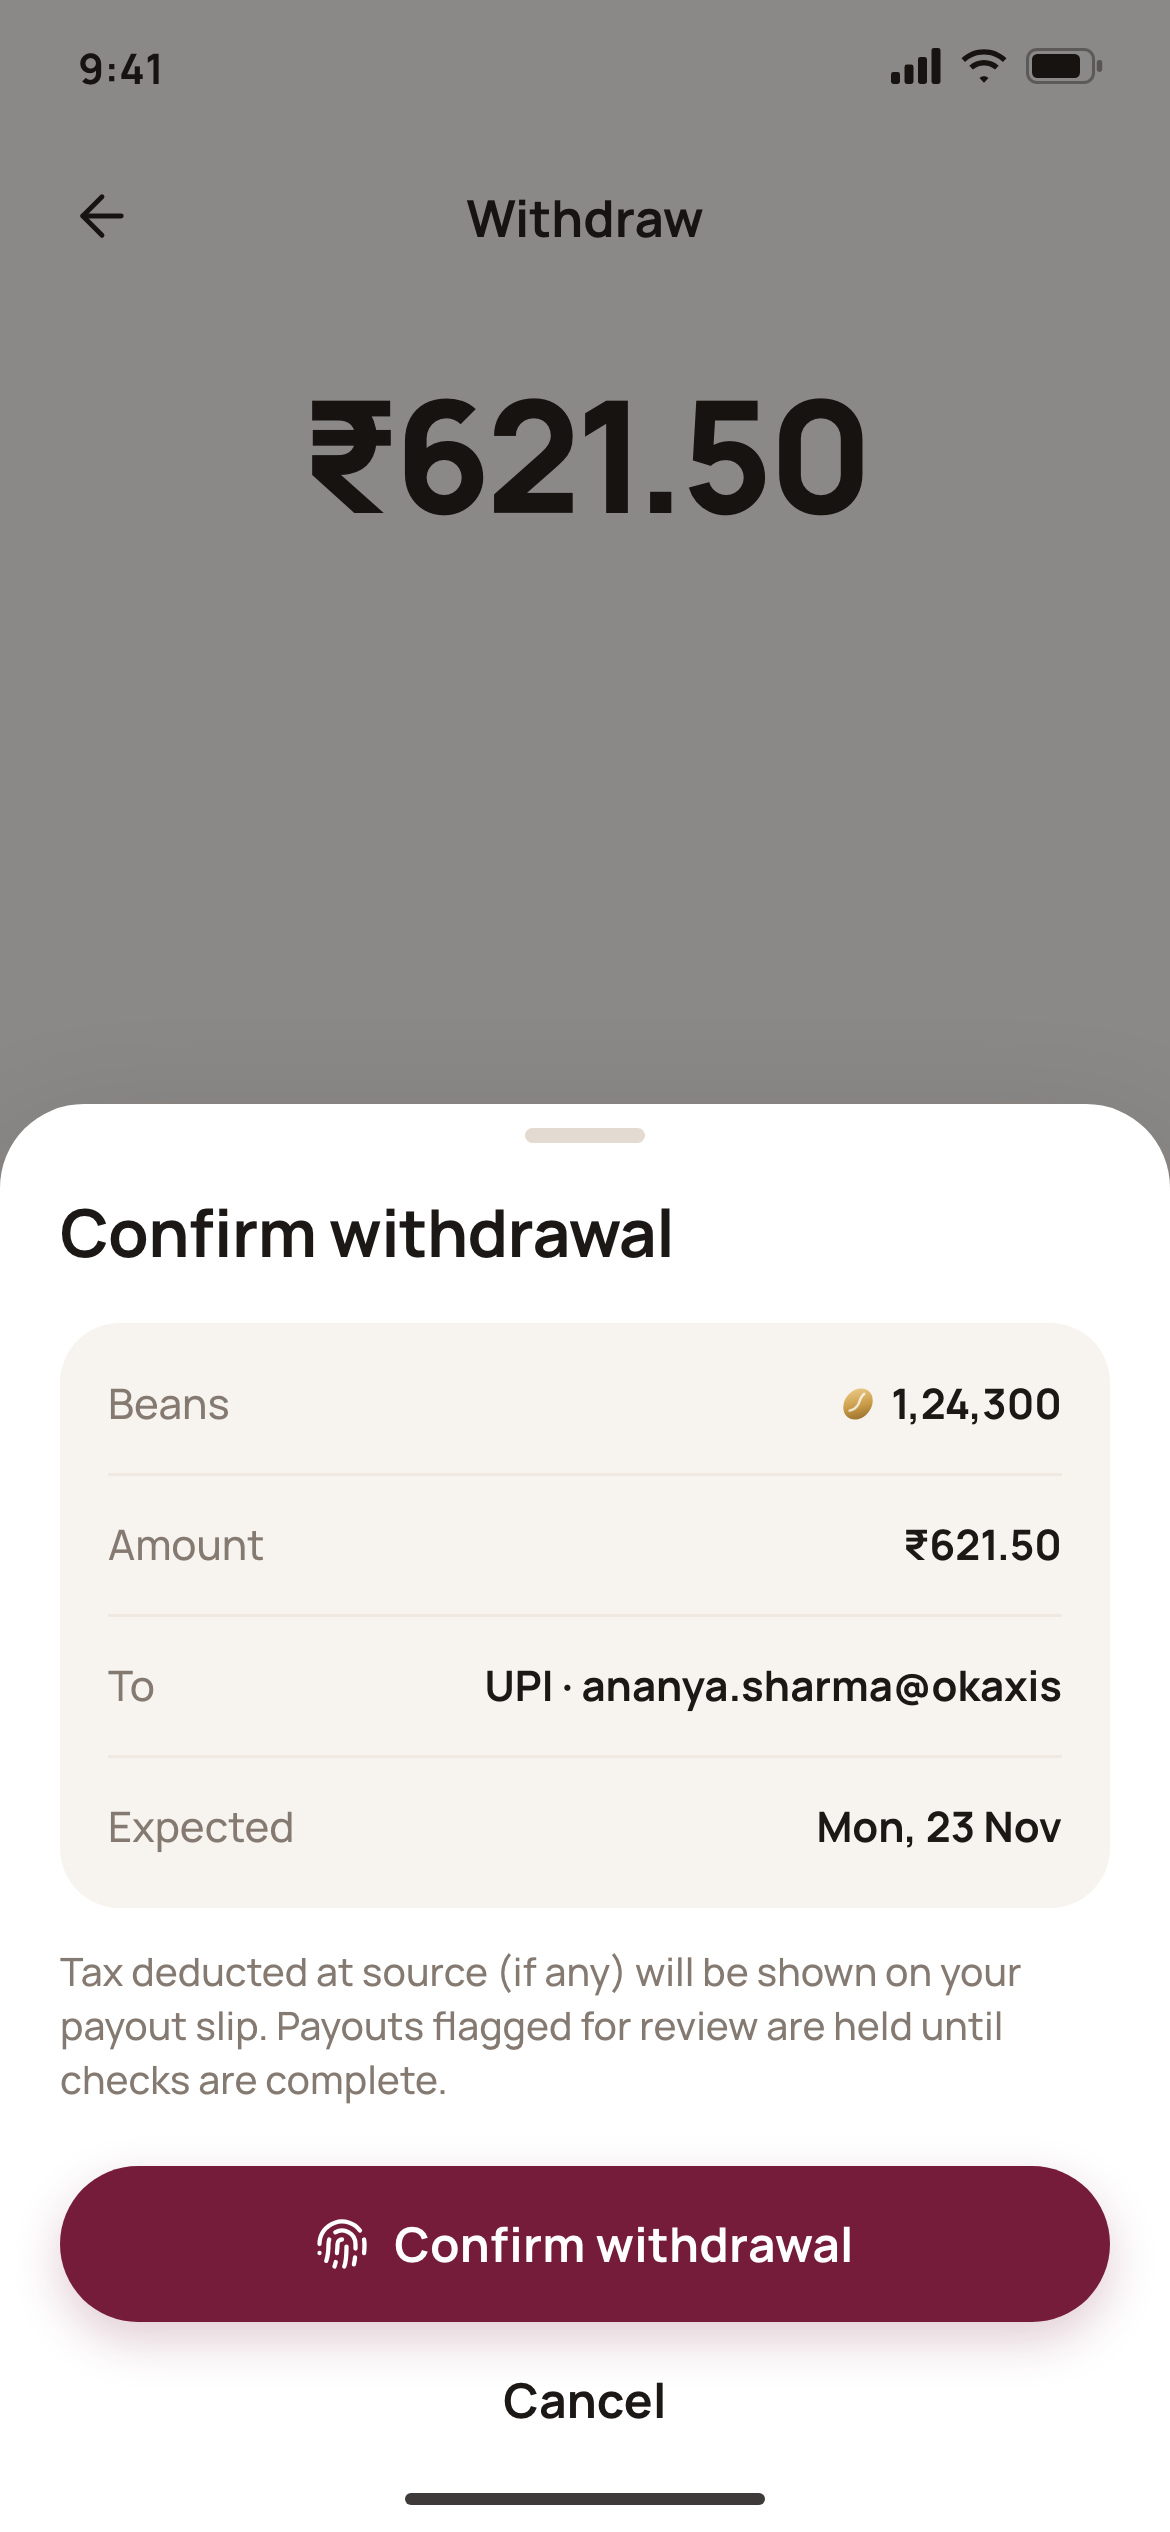 9:41
Withdraw
₹621.50
Confirm withdrawal
Beans 1,24,300
Amount ₹621.50
To UPI · ananya.sharma@okaxis
Expected Mon, 23 Nov
Tax deducted at source (if any) will be shown on your
payout slip. Payouts flagged for review are held until
checks are complete.
Confirm withdrawal
Cancel